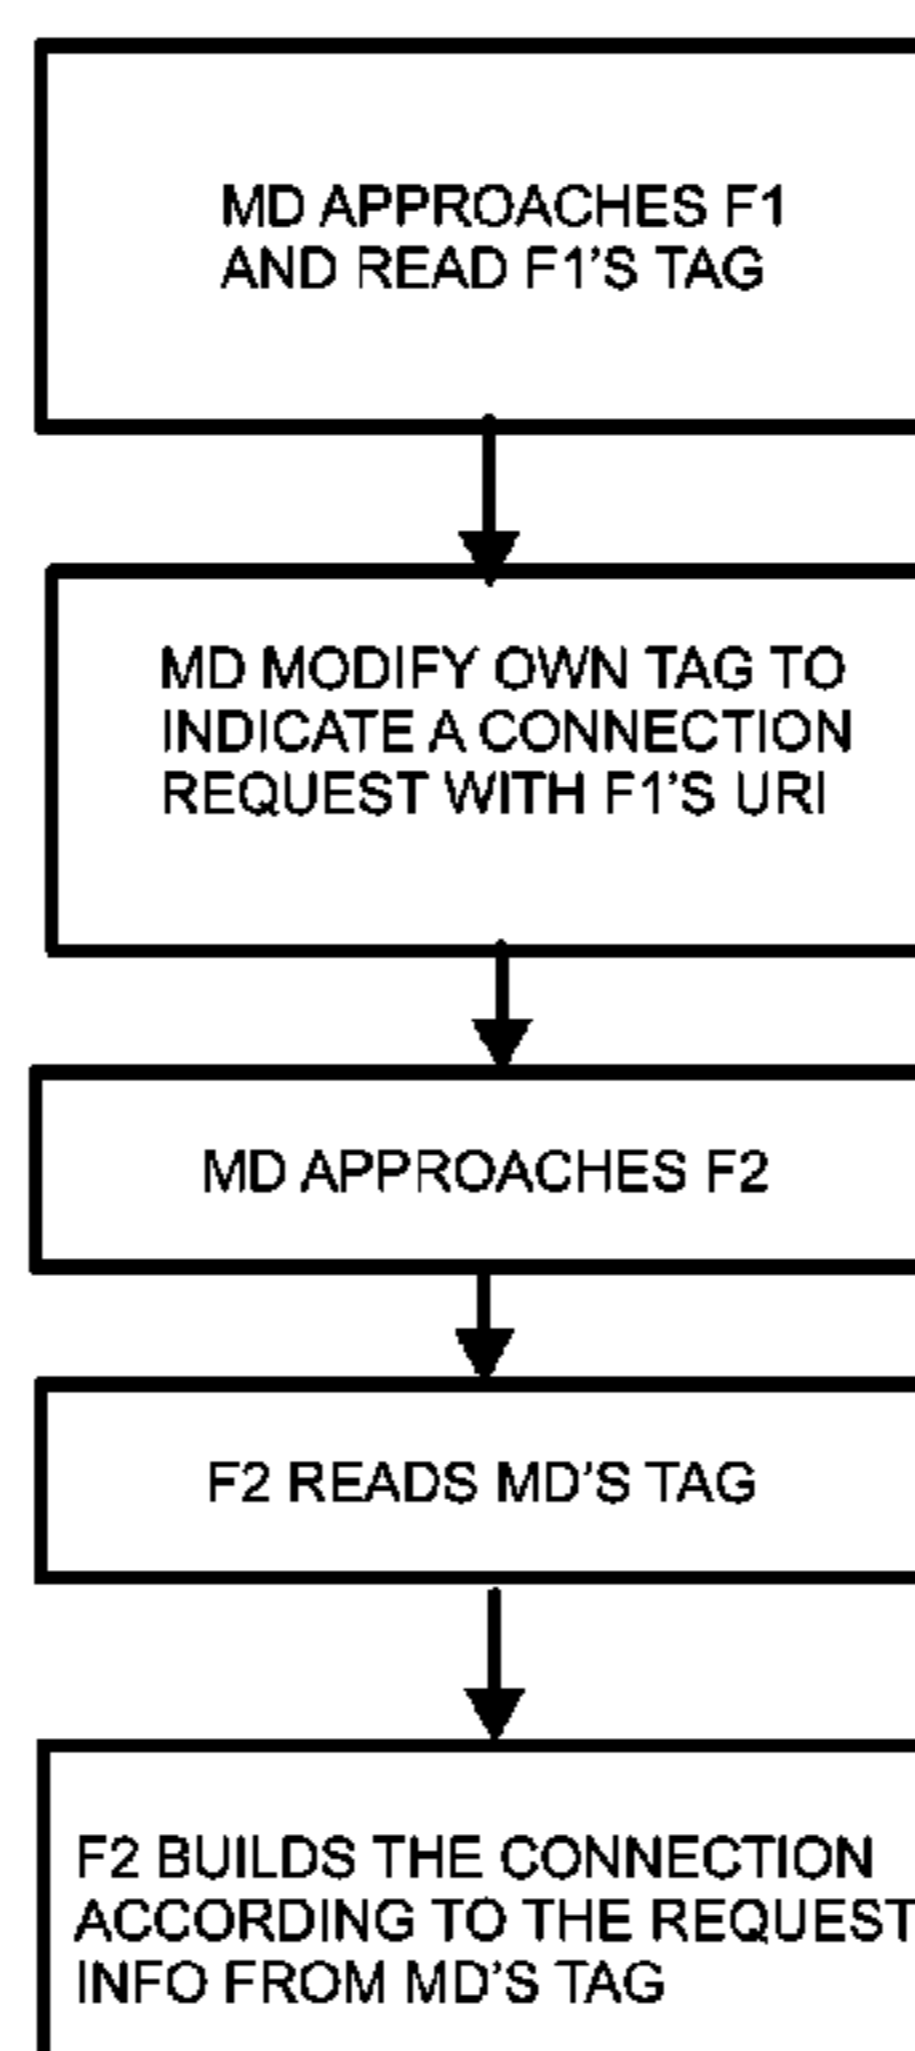 MD APPROACHES F1
AND READ F1'S TAG
MD MODIFY OWN TAG TO
INDICATE A CONNECTION
REQUEST WITH F1'S URI
MD APPROACHES F2
F2 READS MD'S TAG
F2 BUILDS THE CONNECTION
ACCORDING TO THE REQUEST
INFO FROM MD'S TAG